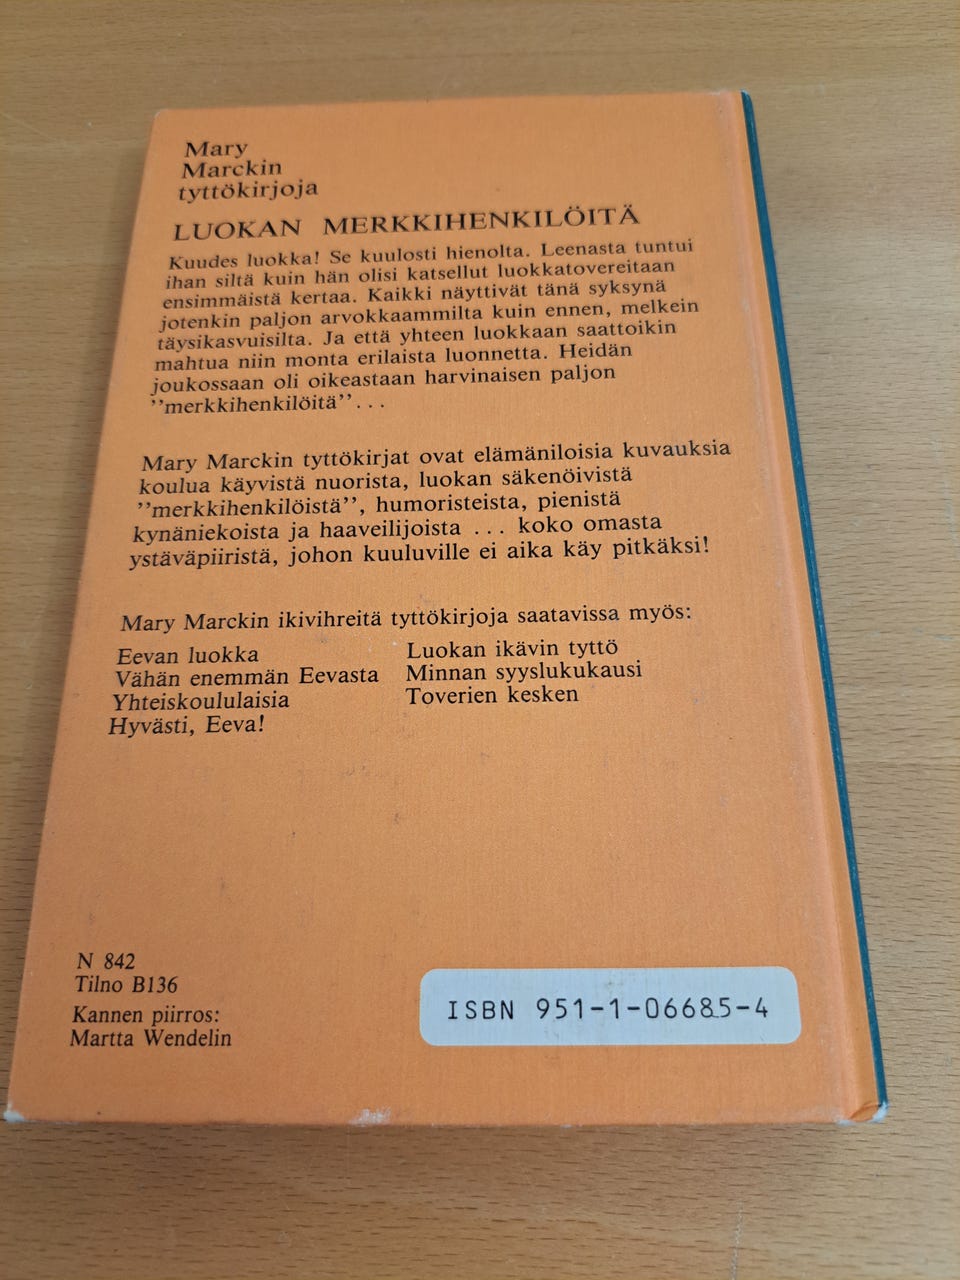 Mary
Marckin
tyttökirjoja
LUOKAN MERKKIHENKILÖITÄ
Kuudes luokka! Se kuulosti hienolta. Leenasta tuntui
ihan siltä kuin hän olisi katsellut luokkatovereitaan
ensimmäistä kertaa. Kaikki näyttivät tänä syksynä
jotenkin paljon arvokkaammilta kuin ennen, melkein
täysikasvuisilta. Ja että yhteen luokkaan saattoikin
mahtua niin monta erilaista luonnetta. Heidän
joukossaan oli oikeastaan harvinaisen paljon
”merkkihenkilöitä”...
Mary Marckin tyttökirjat ovat elämäniloisia kuvauksia
koulua käyvistä nuorista, luokan säkenöivistä
”merkkihenkilöistä”, humoristeista, pienistä
kynäniekoista ja haaveilijoista ... koko omasta
ystäväpiiristä, johon kuuluville ei aika käy pitkäksi!
Mary Marckin ikivihreitä tyttökirjoja saatavissa myös:
Eevan luokka
Vähän enemmän Eevasta
Yhteiskoululaisia
Hyvästi, Eeva!
Luokan ikävin tyttö
Minnan syyslukukausi
Toverien kesken
N 842
Tilno B136
Kannen piirros:
Martta Wendelin
ISBN 951-1-06685-4